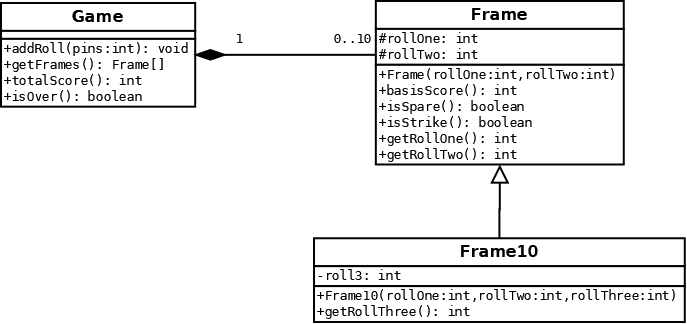 Game
+addRoll(pins:int): void
+getFrames(): Frame[]
+totalScore(): int
+isOver(): boolean
1
0..10
Frame
#rollOne: int
#rollTwo: int
+Frame(rollOne:int,rollTwo:int)
+basisScore(): int
+isSpare(): boolean
+isStrike(): boolean
+getRollOne(): int
+getRollTwo(): int
Frame10
-roll3: int
+Frame10(rollOne:int,rollTwo:int,rollThree:int)
+getRollThree(): int